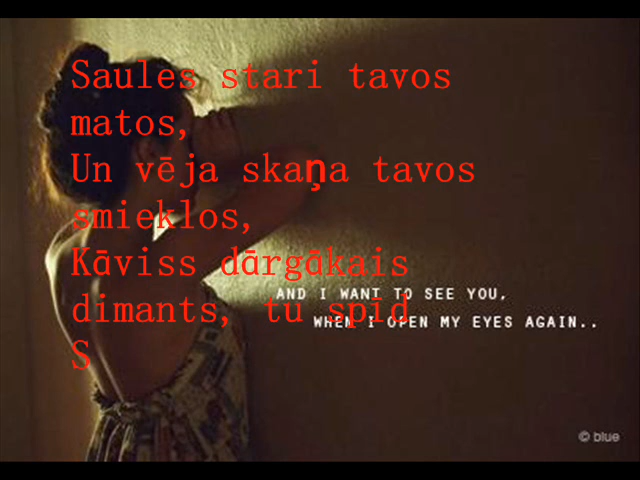 Saules stari tavos
matos,
Un vēja skaņa tavos
smieklos,
Kāviss dārgākais
dimants, tu spīd
S
AND I WANT TO SEE YOU,
WHEN I OPEN MY EYES AGAIN..
© blue